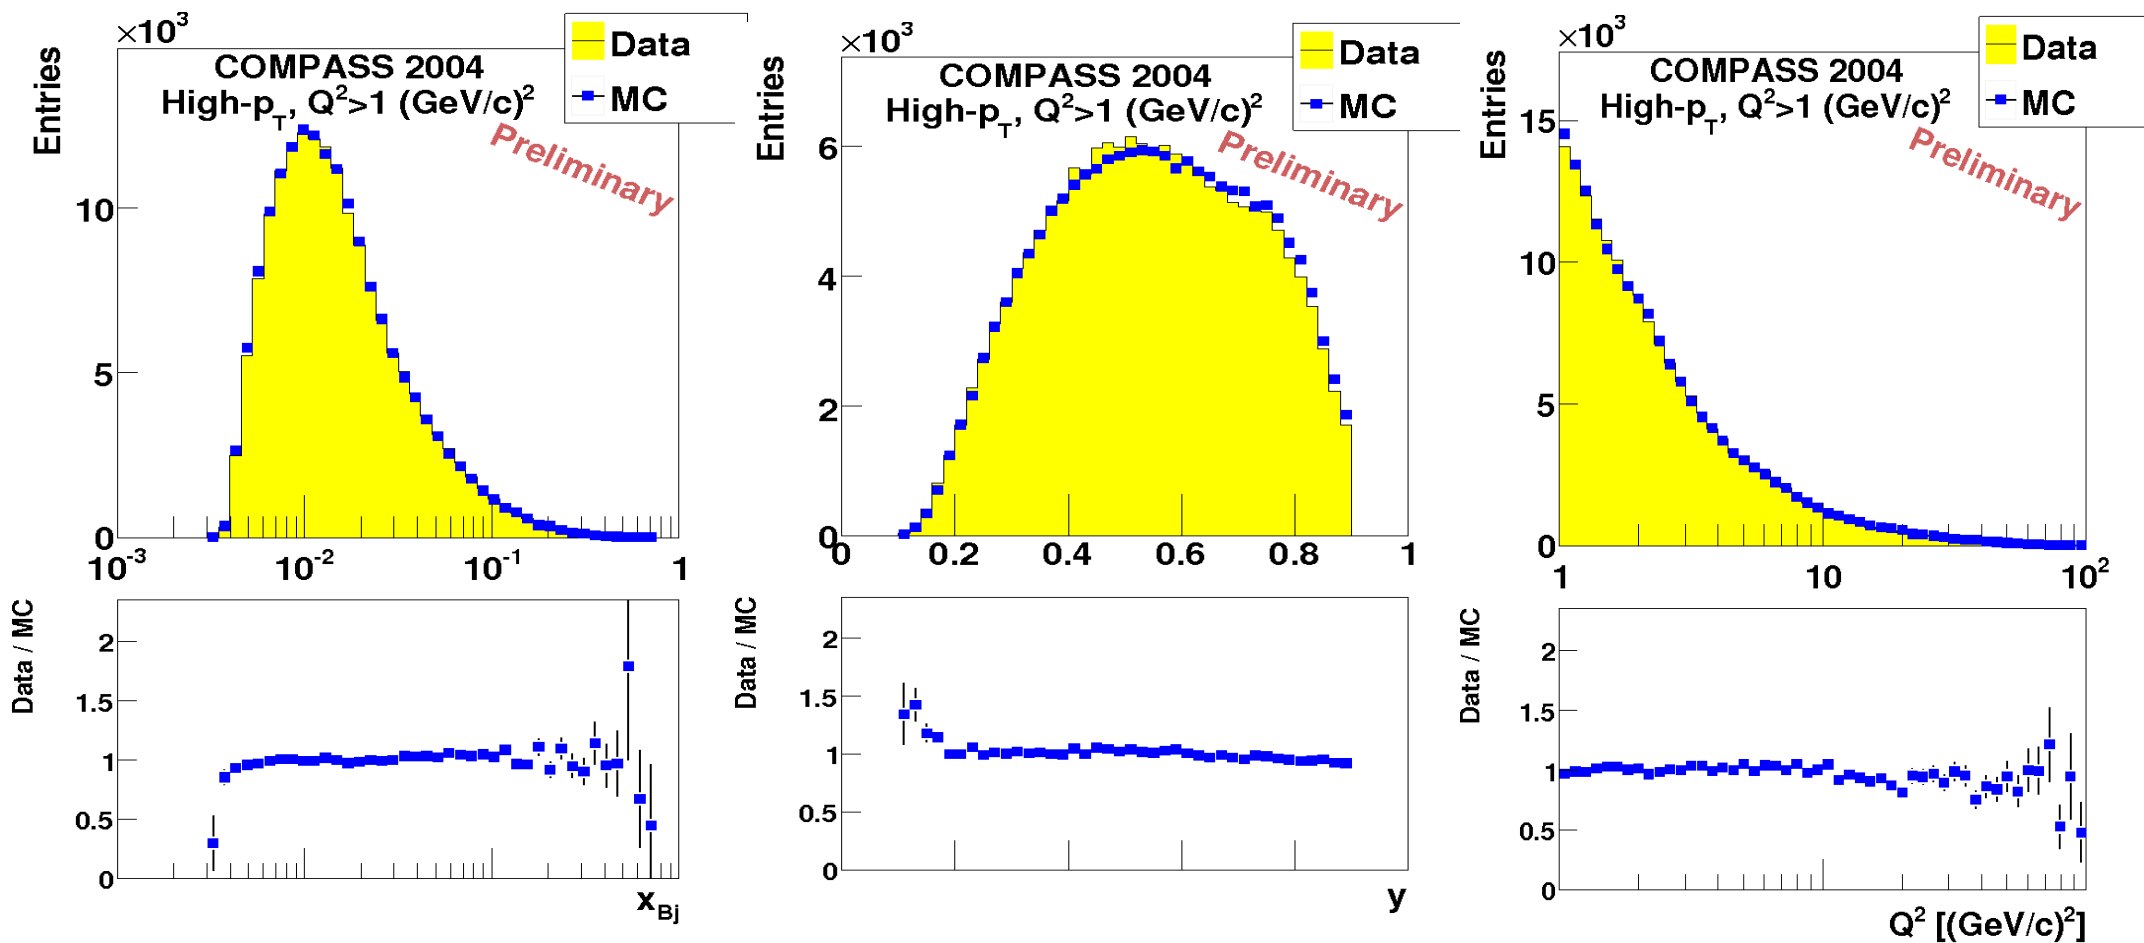 ×10³
Data
MC
COMPASS 2004
High-p_T, Q²>1 (GeV/c)²
Preliminary
Entries
10
5
0
10⁻³
10⁻²
10⁻¹
1
Data / MC
2
1.5
1
0.5
0
x_Bj
×10³
Data
MC
COMPASS 2004
High-p_T, Q²>1 (GeV/c)²
Preliminary
Entries
6
4
2
0
0
0.2
0.4
0.6
0.8
1
Data / MC
2
1.5
1
0.5
0
y
×10³
Data
MC
COMPASS 2004
High-p_T, Q²>1 (GeV/c)²
Preliminary
Entries
15
10
5
0
1
10
10²
Data / MC
2
1.5
1
0.5
0
Q² [(GeV/c)²]